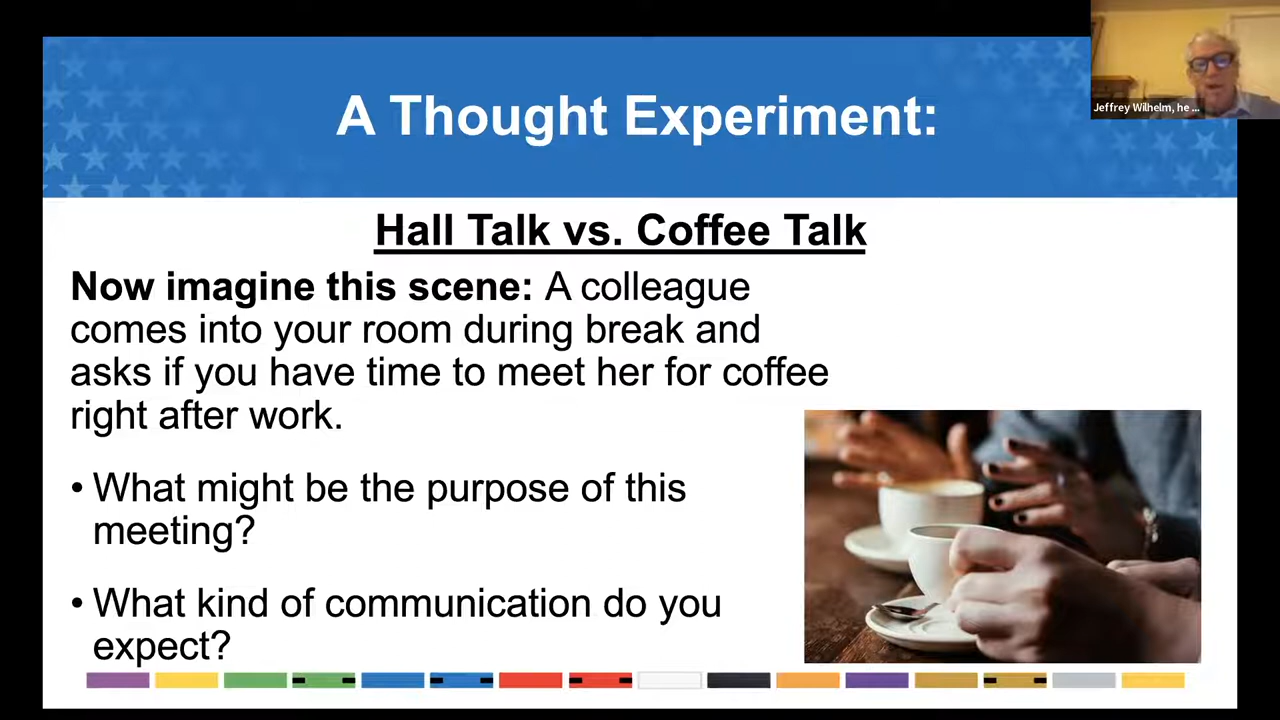 A Thought Experiment:
Jeffrey Wilhelm, he ...
Hall Talk vs. Coffee Talk
Now imagine this scene: A colleague
comes into your room during break and
asks if you have time to meet her for coffee
right after work.
• What might be the purpose of this
meeting?
• What kind of communication do you
expect?